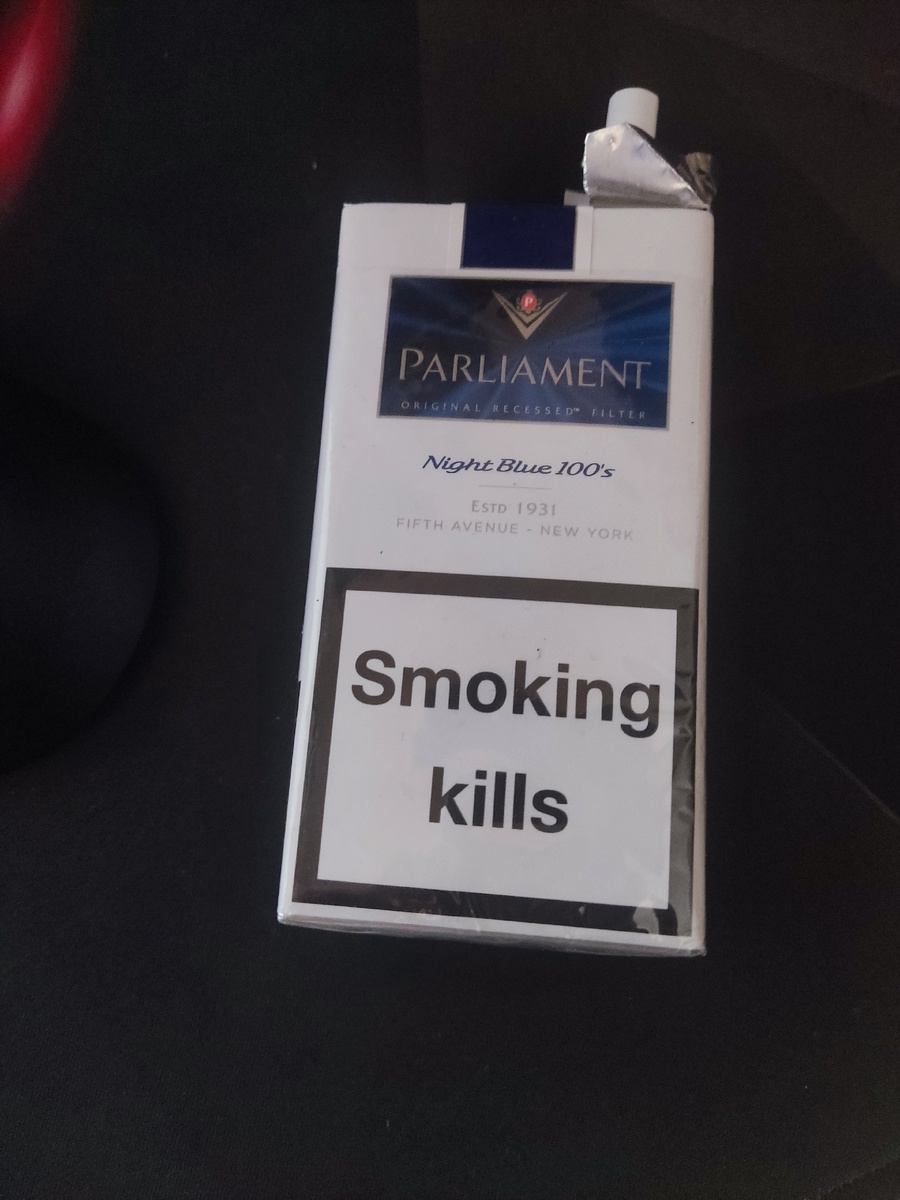 P
PARLIAMENT
ORIGINAL RECESSED™ FILTER
Night Blue 100's
ESTD 1931
FIFTH AVENUE - NEW YORK
Smoking
kills